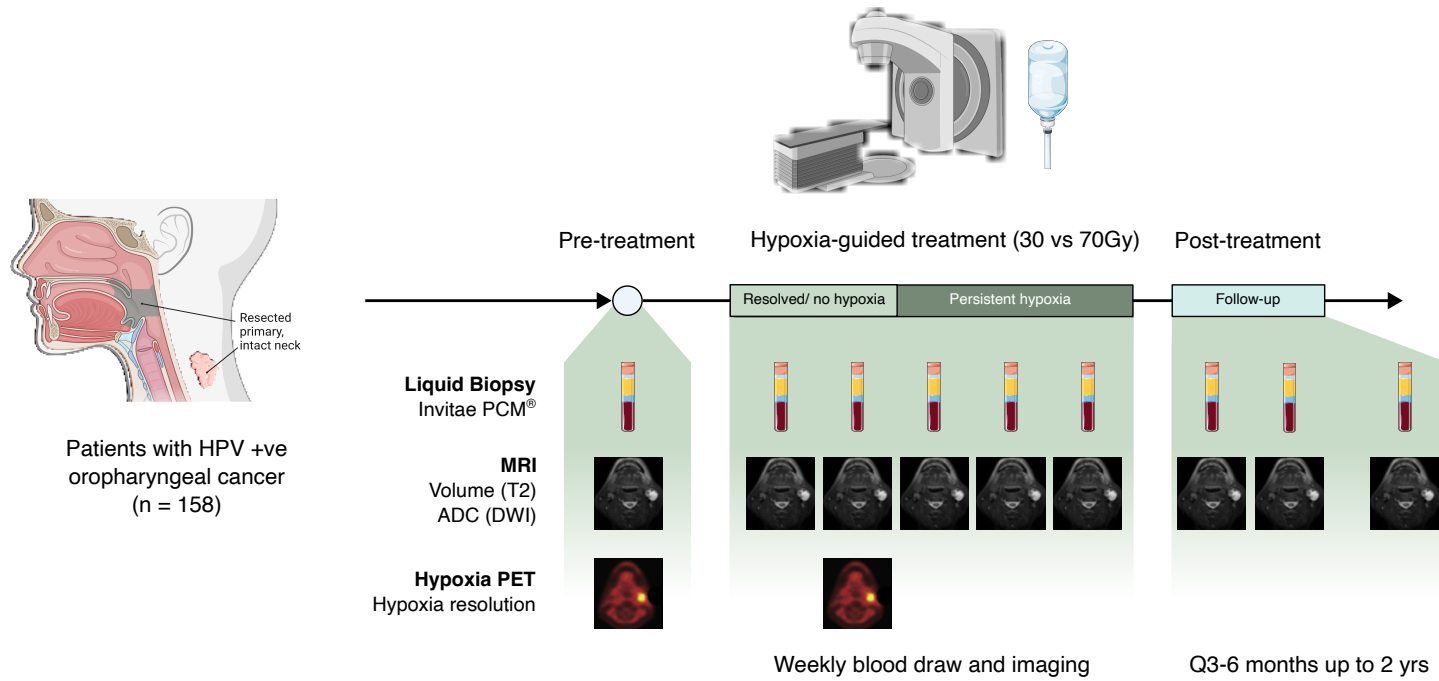 Pre-treatment
Hypoxia-guided treatment (30 vs 70Gy)
Post-treatment
Resolved/ no hypoxia
Persistent hypoxia
Follow-up
Resected
primary,
intact neck
Patients with HPV +ve
oropharyngeal cancer
(n = 158)
Liquid Biopsy
Invitae PCM®
MRI
Volume (T2)
ADC (DWI)
Hypoxia PET
Hypoxia resolution
Weekly blood draw and imaging
Q3-6 months up to 2 yrs